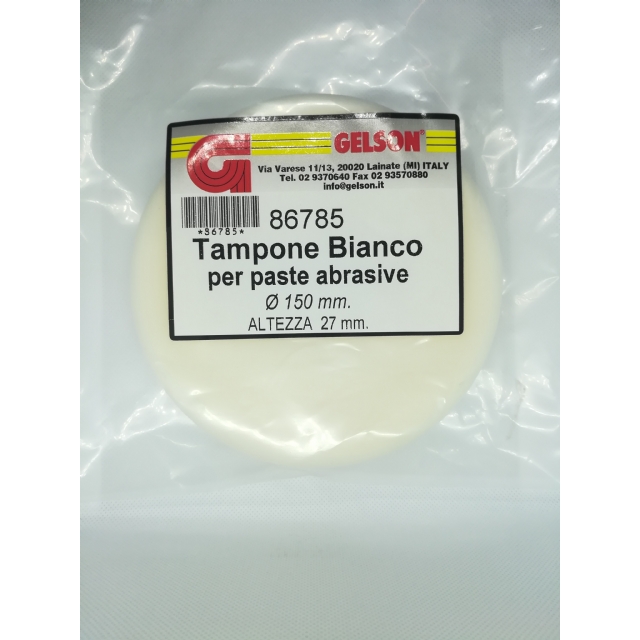 GELSON®
Via Varese 11/13, 20020 Lainate (MI) ITALY
Tel. 02 9370640 Fax 02 93570880
info@gelson.it
*86785*
86785
Tampone Bianco
per paste abrasive
Ø 150 mm.
ALTEZZA 27 mm.